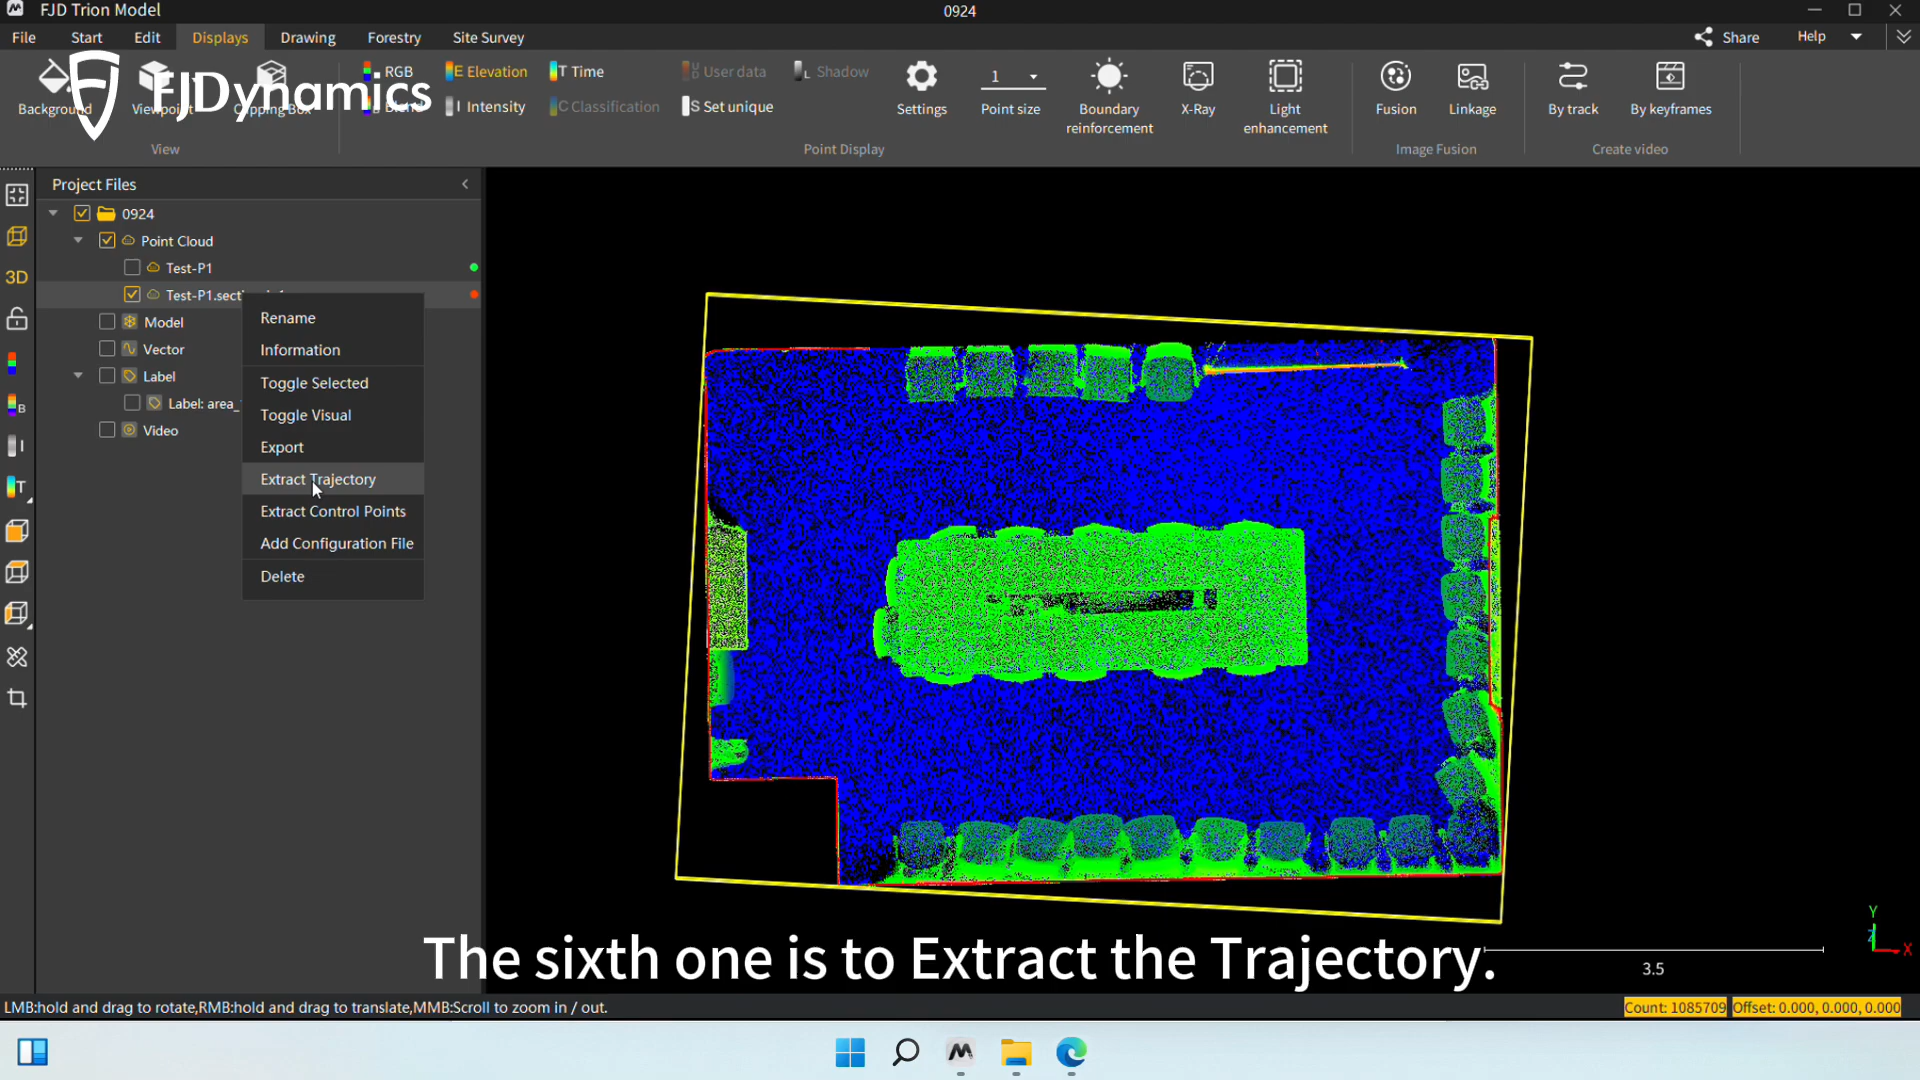 FJD Trion Model
0924
File Start Edit Displays Drawing Forestry Site Survey
Share Help
FJDynamics
Background
Viewpoint
Clipping Box
View
RGB
Blend
E Elevation
I Intensity
T Time
C Classification
U User data
S Set unique
L Shadow
Settings
1
Point size
Boundary
reinforcement
X-Ray
Light
enhancement
Point Display
Fusion
Linkage
Image Fusion
By track
By keyframes
Create video
Project Files
0924
Point Cloud
Test-P1
Model
Vector
Label
Label: area_
Video
3D
B
I
T
Rename
Information
Toggle Selected
Toggle Visual
Export
Extract Trajectory
Extract Control Points
Add Configuration File
Delete
The sixth one is to Extract the Trajectory.
3.5
Y
Z
X
LMB:hold and drag to rotate,RMB:hold and drag to translate,MMB:Scroll to zoom in / out.
Count: 1085709
Offset: 0.000, 0.000, 0.000